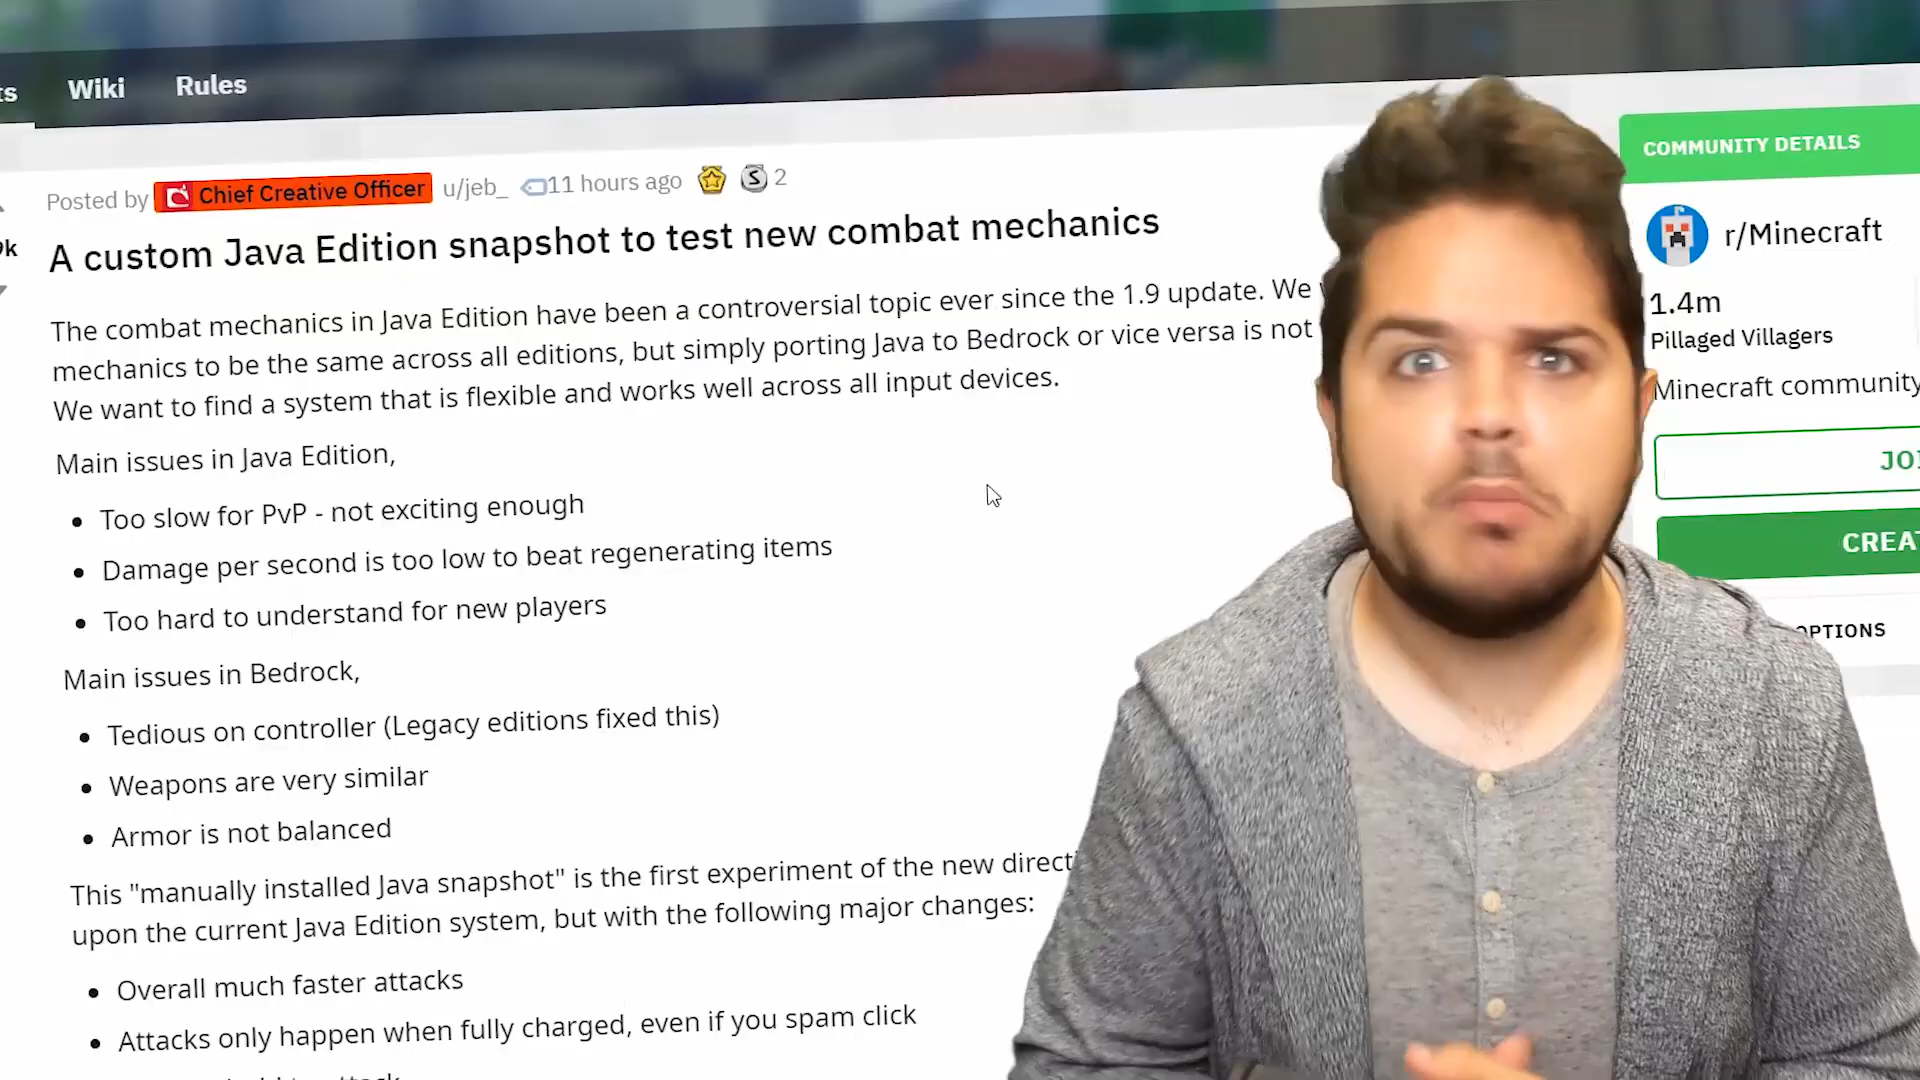 Wiki Rules
Posted by Chief Creative Officer u/jeb_ 11 hours ago S 2
A custom Java Edition snapshot to test new combat mechanics
The combat mechanics in Java Edition have been a controversial topic ever since the 1.9 update. We
mechanics to be the same across all editions, but simply porting Java to Bedrock or vice versa is not
We want to find a system that is flexible and works well across all input devices.
Main issues in Java Edition,
• Too slow for PvP - not exciting enough
• Damage per second is too low to beat regenerating items
• Too hard to understand for new players
Main issues in Bedrock,
• Tedious on controller (Legacy editions fixed this)
• Weapons are very similar
• Armor is not balanced
This "manually installed Java snapshot" is the first experiment of the new
upon the current Java Edition system, but with the following major changes:
• Overall much faster attacks
• Attacks only happen when fully charged, even if you spam click
COMMUNITY DETAILS
r/Minecraft
1.4m
Pillaged Villagers
Minecraft community